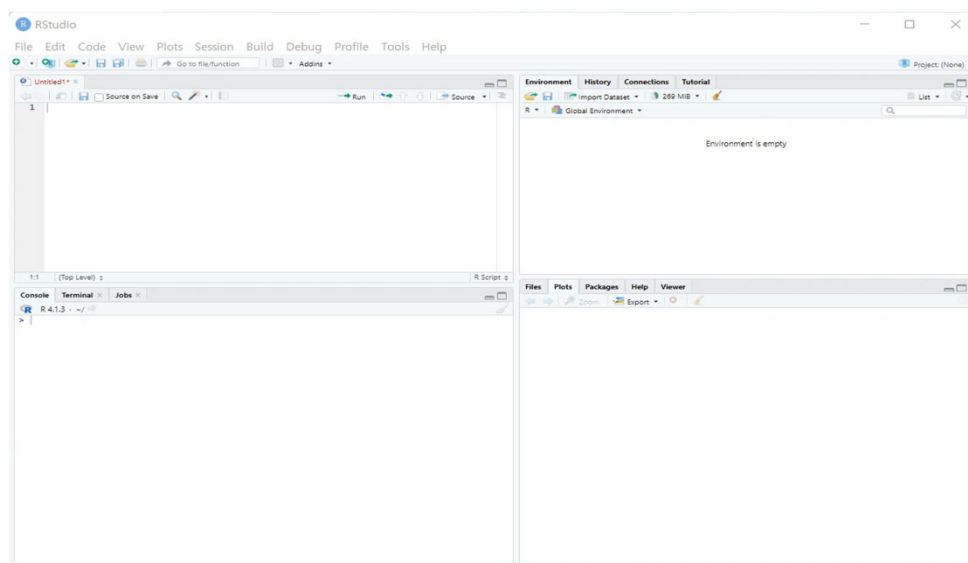 RStudio
File Edit Code View Plots Session Build Debug Profile Tools Help
Go to file/function Addins Project: (None)
Untitled1*
Source on Save Run Source
1
1:1 (Top Level) R Script
Console Terminal Jobs
R 4.1.3 · ~/
>
Environment History Connections Tutorial
Import Dataset 269 MiB List
R Global Environment
Environment is empty
Files Plots Packages Help Viewer
Zoom Export